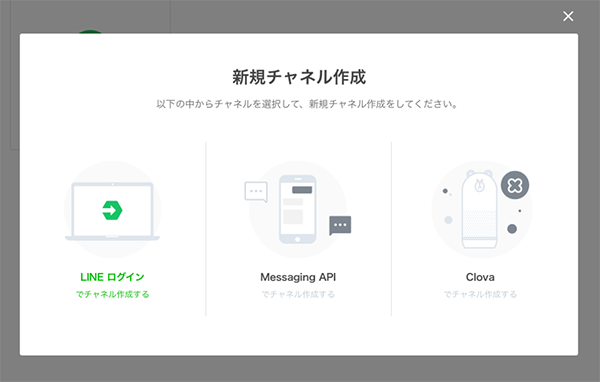 新規チャネル作成
以下の中からチャネルを選択して、新規チャネル作成をしてください。
LINE ログイン
でチャネル作成する
Messaging API
でチャネル作成する
Clova
でチャネル作成する